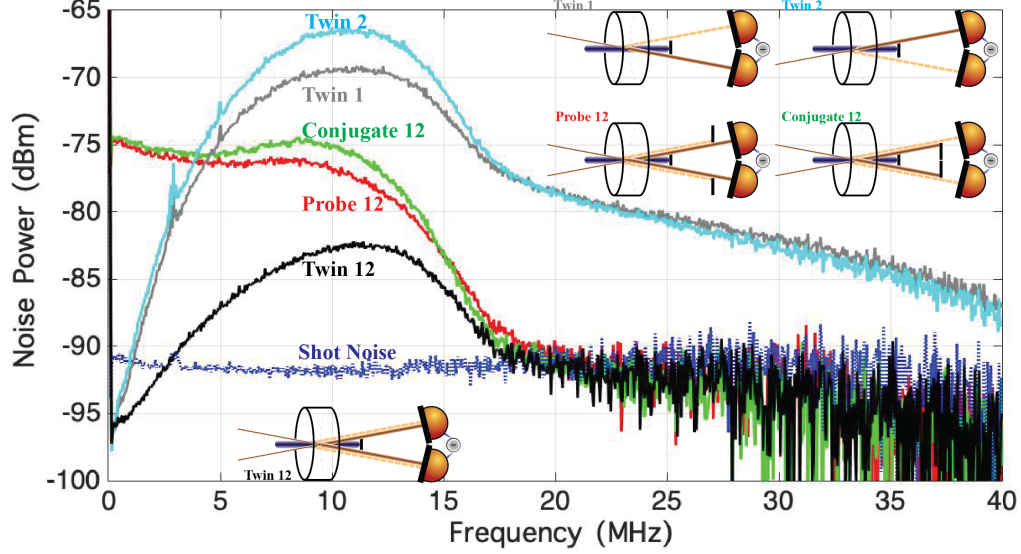 -65
-70
-75
-80
-85
-90
-95
-100
Noise Power (dBm)
Twin 2
Twin 1
Conjugate 12
Probe 12
Twin 12
Shot Noise
Twin 1
Twin 2
Probe 12
Conjugate 12
Twin 12
0 5 10 15 20 25 30 35 40
Frequency (MHz)